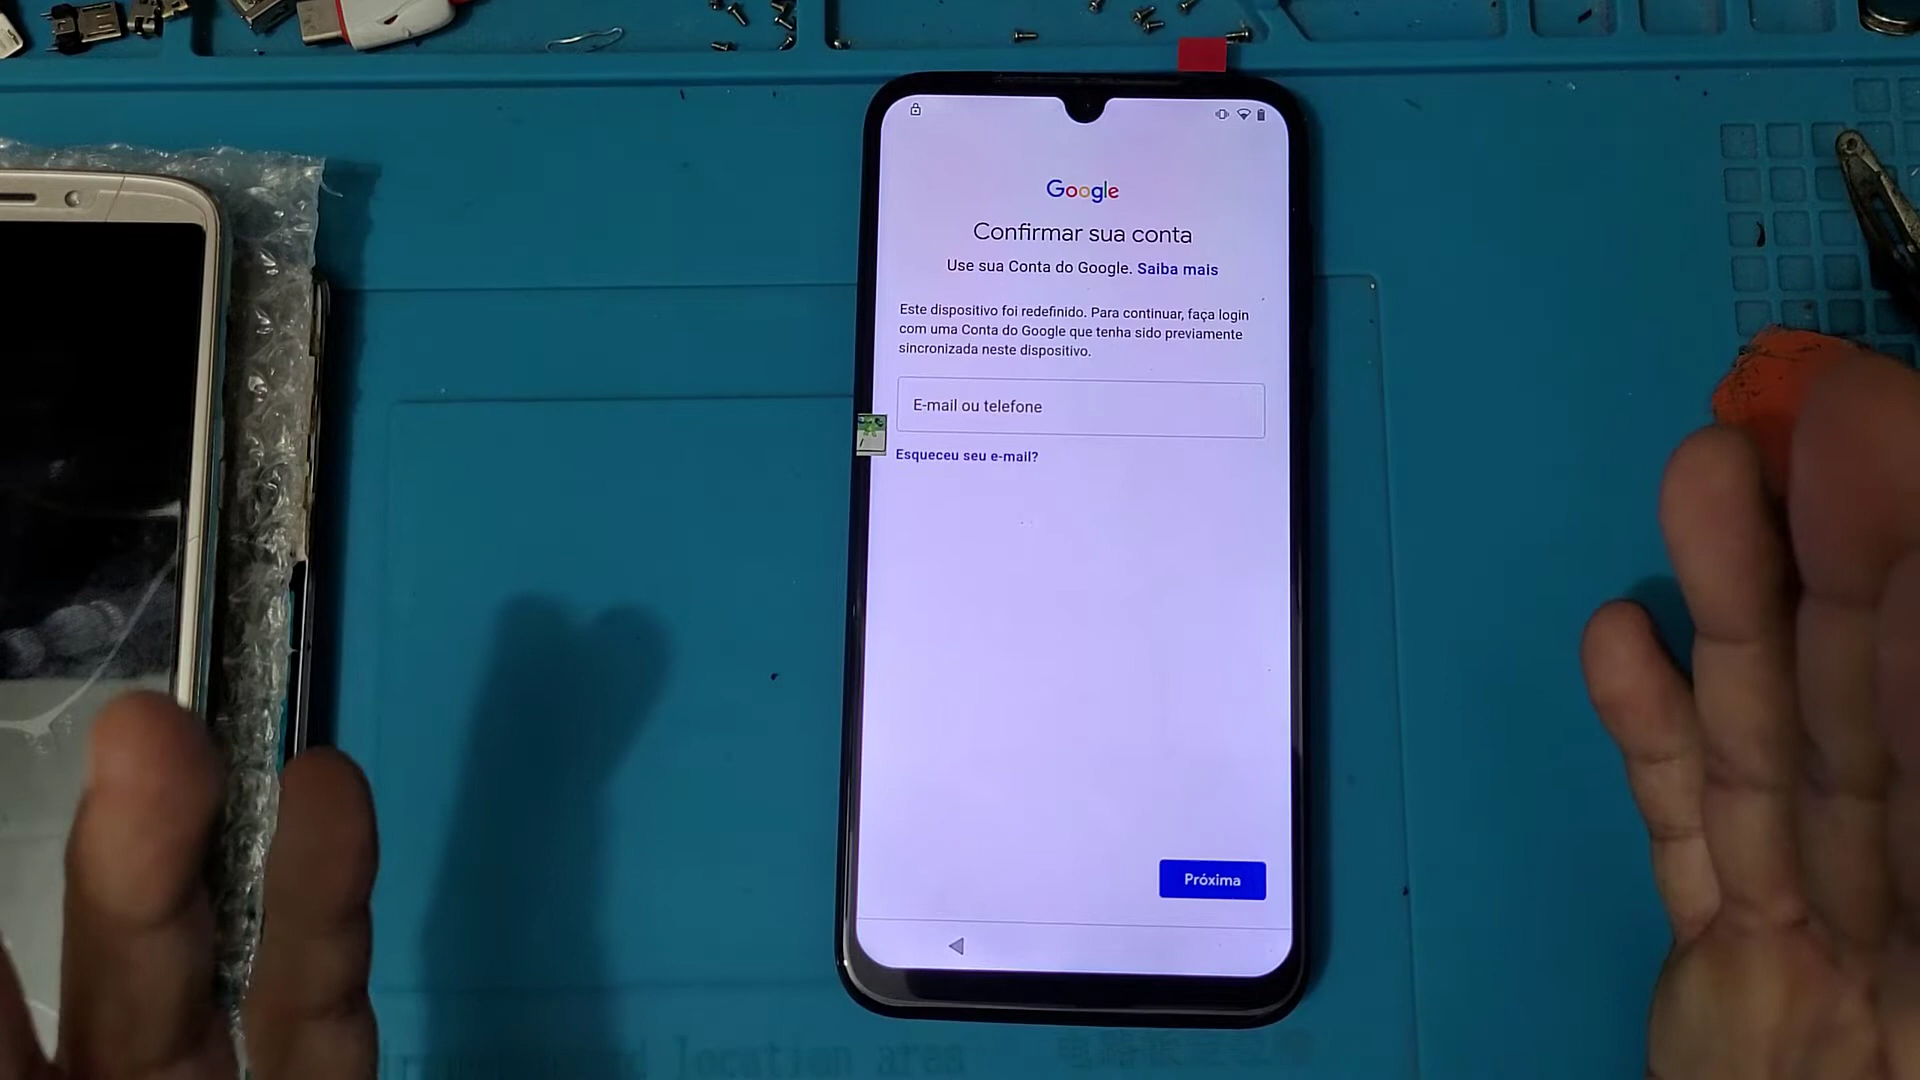 Google
Confirmar sua conta
Use sua Conta do Google. Saiba mais
Este dispositivo foi redefinido. Para continuar, faça login
com uma Conta do Google que tenha sido previamente
sincronizada neste dispositivo.
E-mail ou telefone
Esqueceu seu e-mail?
Próxima
location area